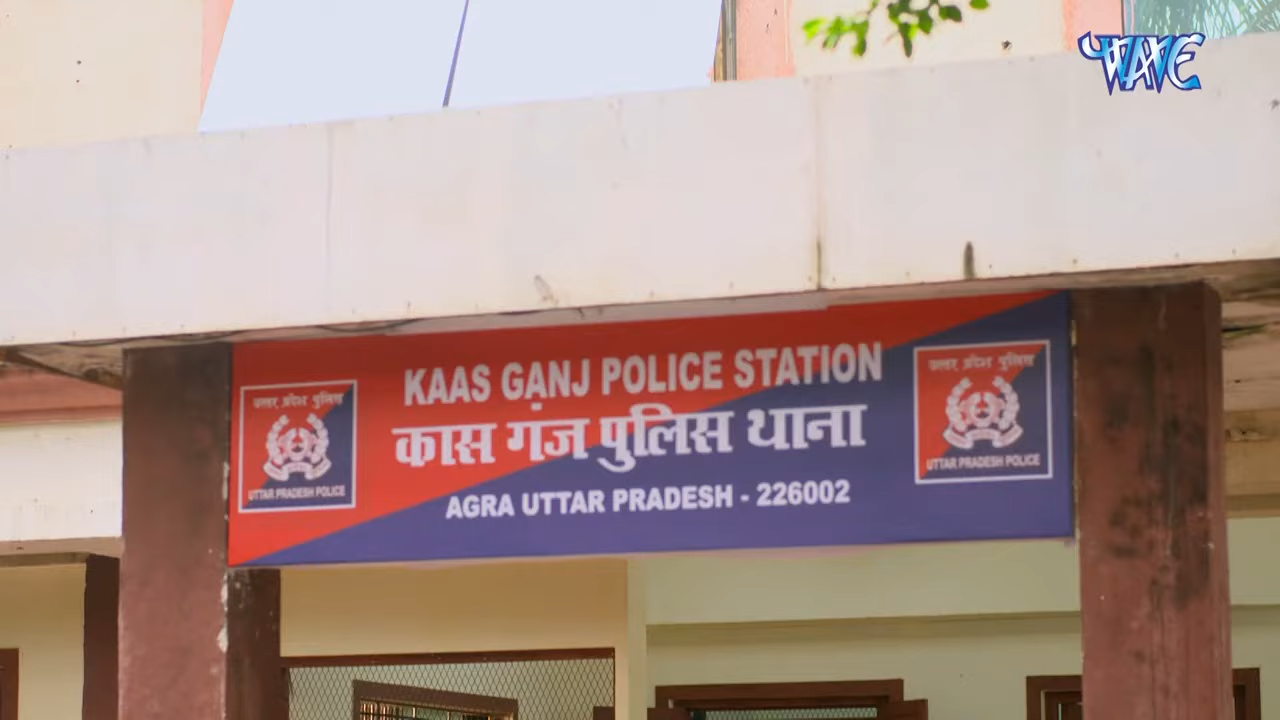 WAVE
KAAS GANJ POLICE STATION
कास गंज पुलिस थाना
AGRA UTTAR PRADESH - 226002
उत्तर प्रदेश पुलिस
UTTAR PRADESH POLICE
उत्तर प्रदेश पुलिस
UTTAR PRADESH POLICE